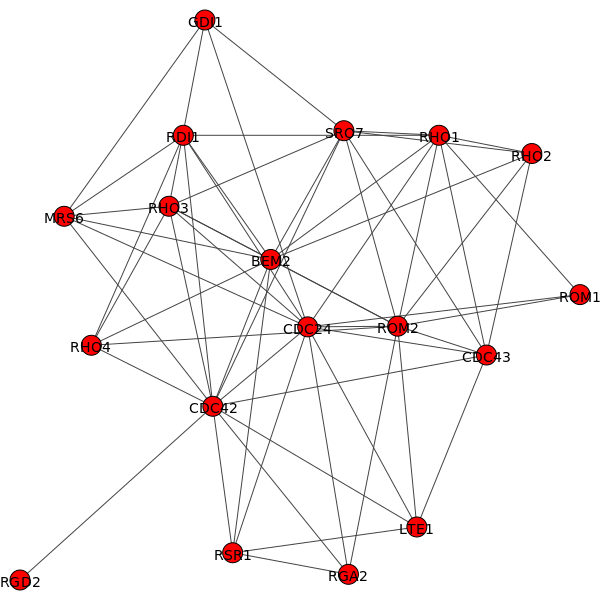 GDI1
RDI1
SRO7
RHO1
RHO2
MRS6
RHO3
BEM2
ROM1
CDC24
ROM2
RHO4
CDC43
CDC42
LTE1
RSR1
RGA2
RGD2